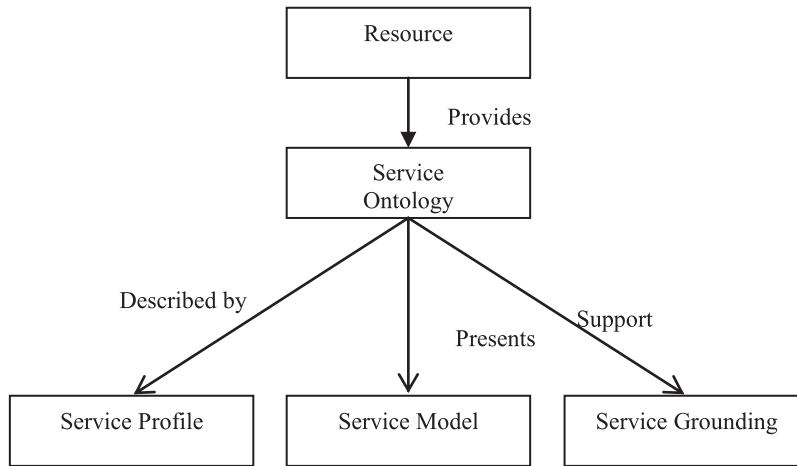 Resource
Provides
Service
Ontology
Described by
Support
Presents
Service Profile
Service Model
Service Grounding